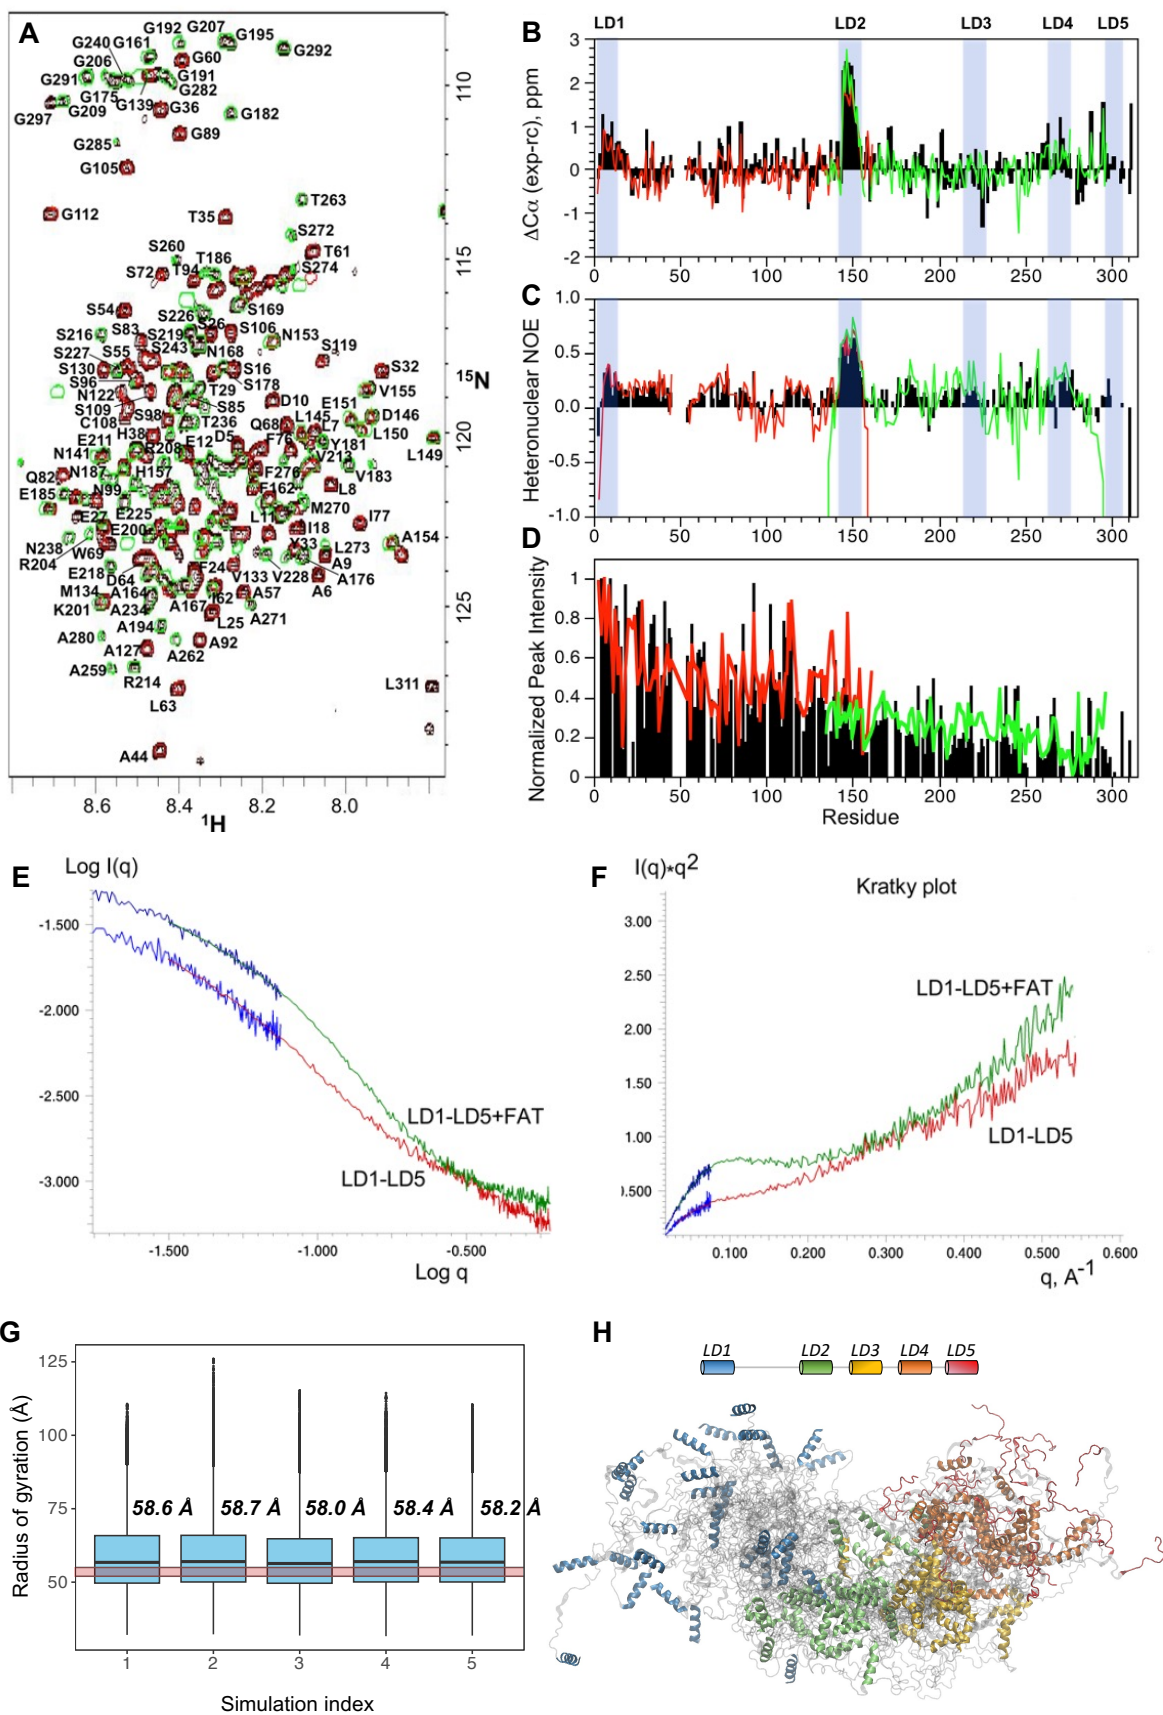 A
G207
G192
G195
G240 G161
G292
G206
G60
G291
G191
G175
G282
G139
G36
G209
G297
G182
G89
G285
G105
T263
G112
T35
S272
S260
T61
T186
S72
T94
S274
S54
S169
S226
S83
S26
S106
S216
S219
N153
S243
S119
S227
S55
N168
S16
S32
S130
S178
S96
T29
V155
N122
S85
D10
S109
S98
E151
C108
T236
L145
D146
Q68
L7
E211
H38
E12
D5
L150
F76
Y181
N141
R208
V213
L149
N187
H157
F276
V183
Q82
E185
N99
F162
L8
M270
E27
E225
L11
I77
I18
N238
E200
A154
W69
Y33
L273
R204
A9
E218
F24
V228
A176
D64
V133
A6
M134
A164
A57
A167
I62
K201
A234
A271
A194
L25
A280
A92
A127
A262
A259
R214
L311
L63
A44
110
115
120
125
15N
8.6 8.4 8.2 8.0
1H
LD1 LD2 LD3 LD4 LD5
B
ΔCα (exp-rc), ppm
3
2
1
0
-1
-2
0 50 100 150 200 250 300
C
Heteronuclear NOE
1.0
0.5
0.0
-0.5
-1.0
D
Normalized Peak Intensity
1
0.8
0.6
0.4
0.2
0
0 50 100 150 200 250 300
Residue
E
Log I(q)
-1.500
-2.000
-2.500
-3.000
LD1-LD5+FAT
LD1-LD5
-1.500 -1.000 -0.500
Log q
F
I(q)*q2
Kratky plot
3.00
2.50
2.00
1.50
1.00
).500
LD1-LD5+FAT
LD1-LD5
0.100 0.200 0.300 0.400 0.500 0.600
q, A-1
G
Radius of gyration (Å)
125
100
75
50
58.6 Å 58.7 Å 58.0 Å 58.4 Å 58.2 Å
1 2 3 4 5
Simulation index
H
LD1 LD2 LD3 LD4 LD5